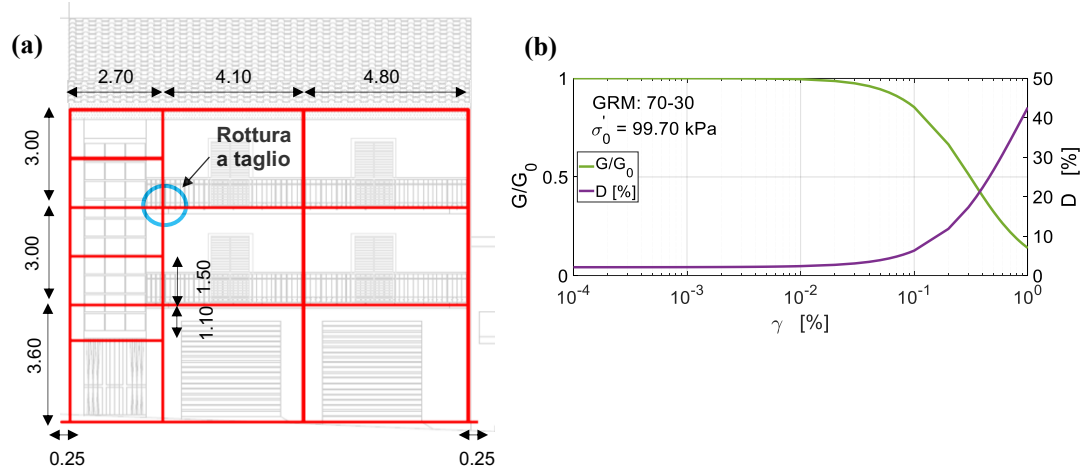 (a)
2.70
4.10
4.80
3.00
Rottura
a taglio
3.00
1.50
1.10
3.60
0.25
0.25
(b)
GRM: 70-30
σ'0 = 99.70 kPa
G/G0
D [%]
1
0.5
0
G/G0
50
40
30
20
10
0
D [%]
10^-4
10^-3
10^-2
10^-1
10^0
γ [%]